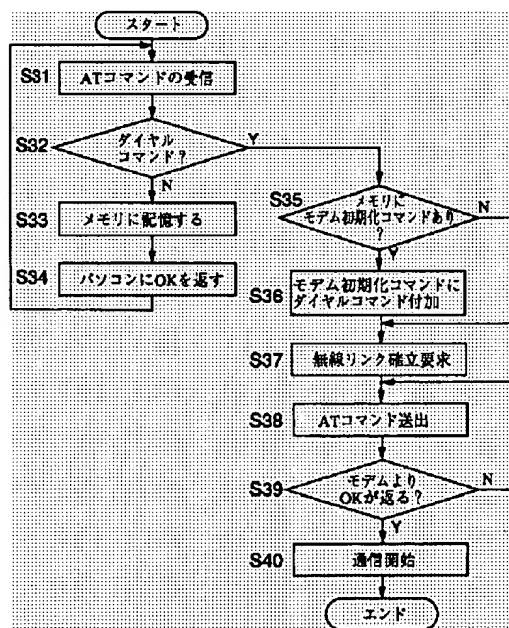 スタート
S31
ATコマンドの受信
S32
ダイヤル
コマンド?
Y
N
S33
メモリに記憶する
S34
パソコンにOKを返す
S35
メモリに
モデム初期化コマンドあり
?
N
Y
S36
モデム初期化コマンドに
ダイヤルコマンド付加
S37
無線リンク確立要求
S38
ATコマンド送出
S39
モデムより
OKが返る?
N
Y
S40
通信開始
エンド